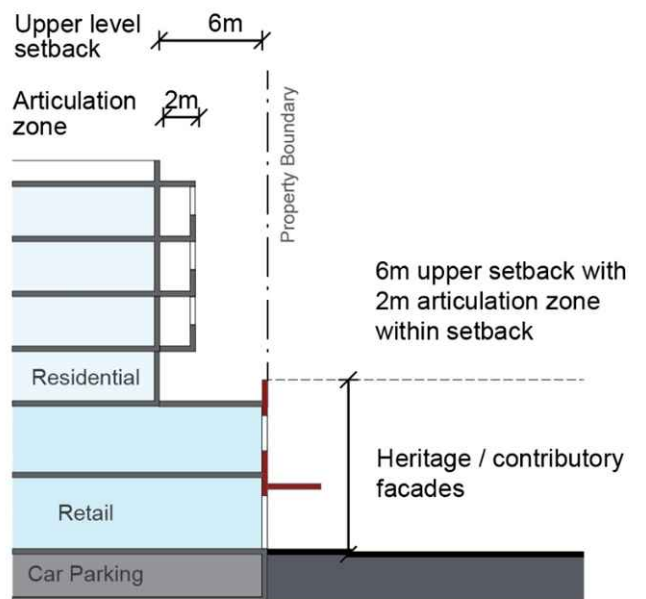 Upper level
setback
6m
Articulation
zone
2m
Property Boundary
6m upper setback with
2m articulation zone
within setback
Residential
Heritage / contributory
facades
Retail
Car Parking